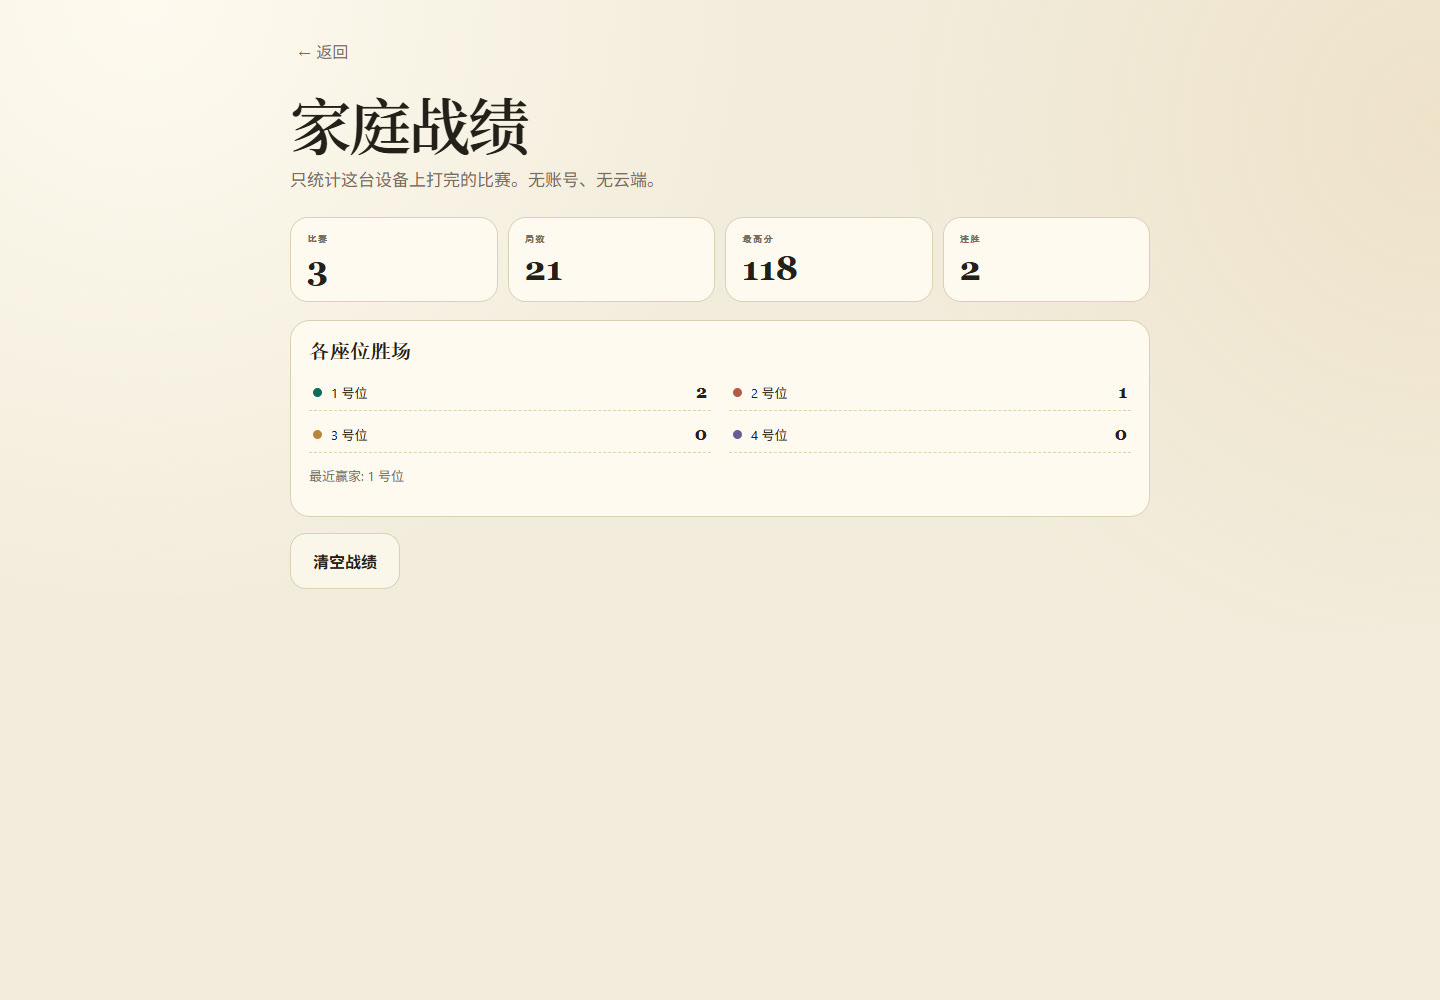 ← 返回
家庭战绩
只统计这台设备上打完的比赛。无账号、无云端。
比赛
3
局数
21
最高分
118
连胜
2
各座位胜场
1 号位 2
2 号位 1
3 号位 0
4 号位 0
最近赢家: 1 号位
清空战绩